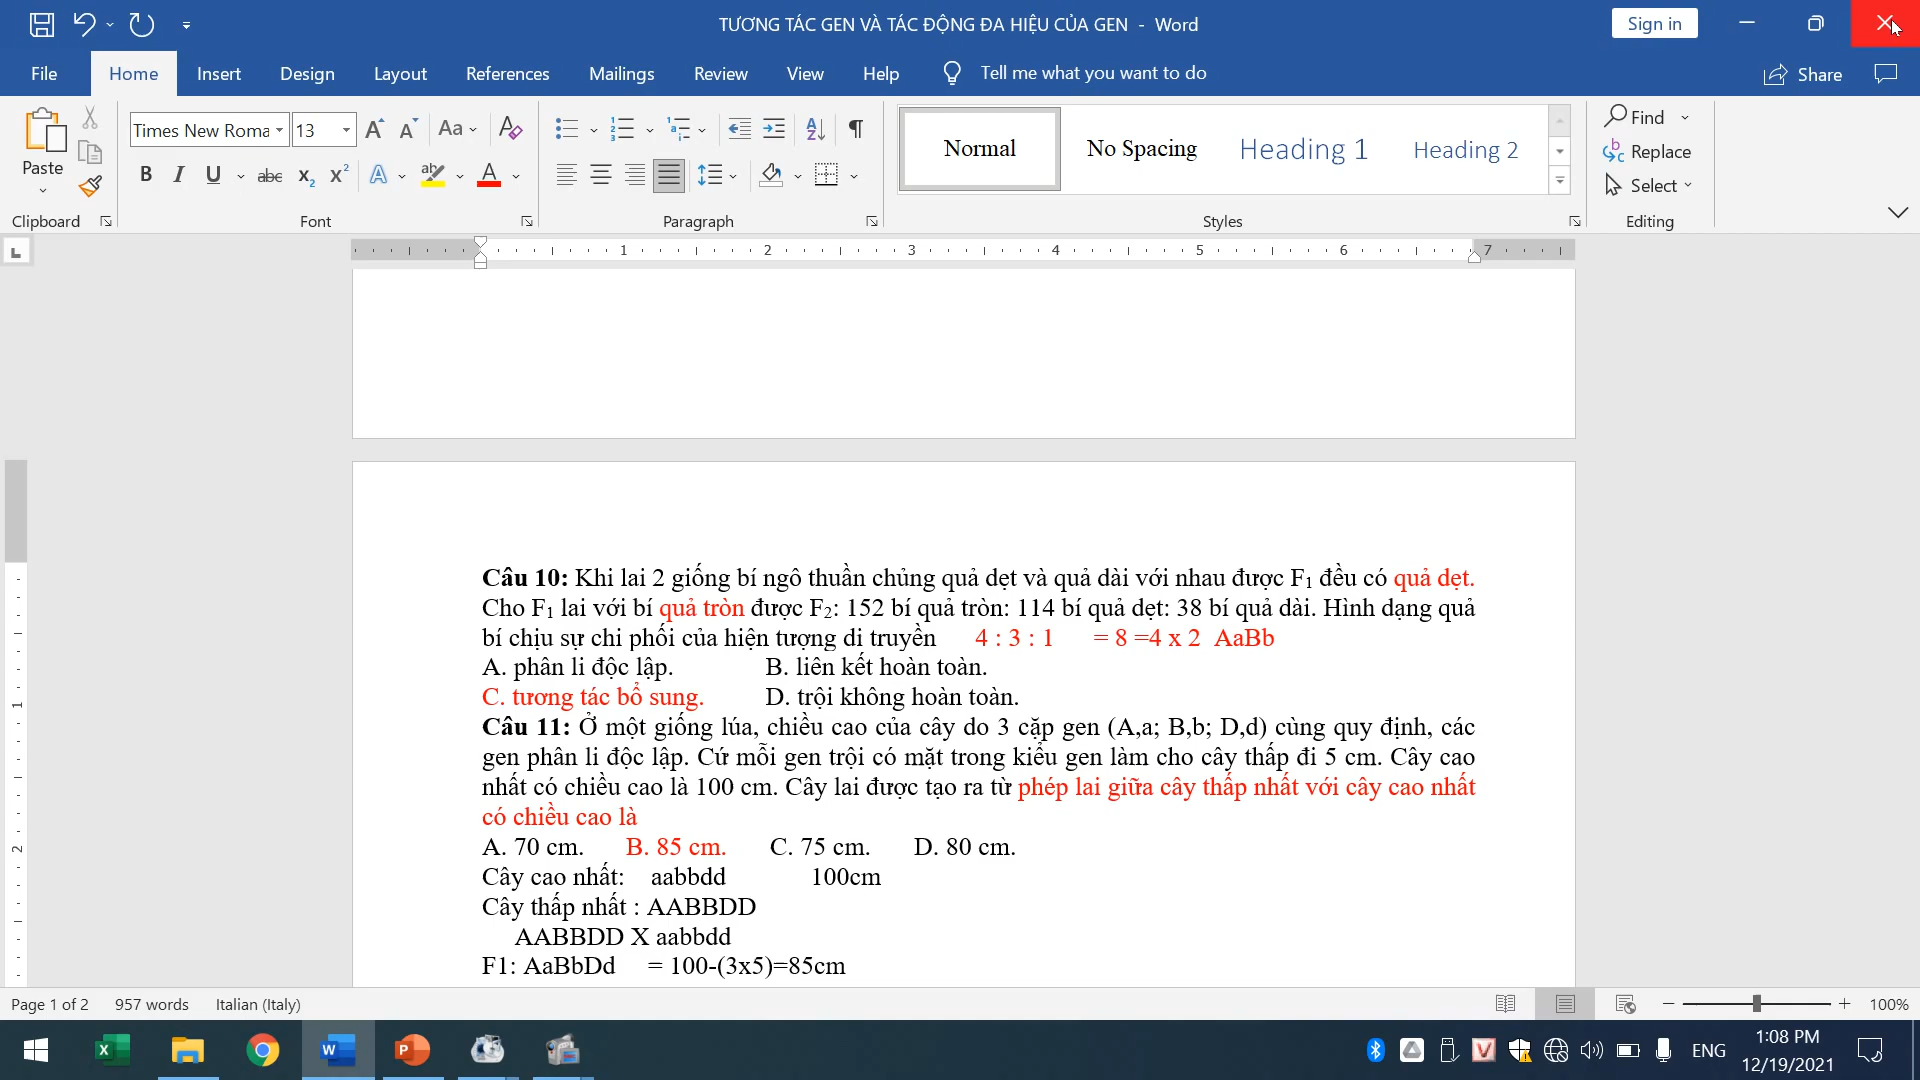 TƯƠNG TÁC GEN VÀ TÁC ĐỘNG ĐA HIỆU CỦA GEN - Word
Sign in
File Home Insert Design Layout References Mailings Review View Help Tell me what you want to do Share
Paste
Times New Roma 13
Normal
No Spacing
Heading 1
Heading 2
Find
Replace
Select
Clipboard Font Paragraph Styles Editing
1 2 3 4 5 6 7
Câu 10: Khi lai 2 giống bí ngô thuần chủng quả dẹt và quả dài với nhau được F1 đều có quả dẹt.
Cho F1 lai với bí quả tròn được F2: 152 bí quả tròn: 114 bí quả dẹt: 38 bí quả dài. Hình dạng quả
bí chịu sự chi phối của hiện tượng di truyền 4 : 3 : 1 = 8 =4 x 2 AaBb
A. phân li độc lập. B. liên kết hoàn toàn.
C. tương tác bổ sung. D. trội không hoàn toàn.
Câu 11: Ở một giống lúa, chiều cao của cây do 3 cặp gen (A,a; B,b; D,d) cùng quy định, các
gen phân li độc lập. Cứ mỗi gen trội có mặt trong kiểu gen làm cho cây thấp đi 5 cm. Cây cao
nhất có chiều cao là 100 cm. Cây lai được tạo ra từ phép lai giữa cây thấp nhất với cây cao nhất
có chiều cao là
A. 70 cm. B. 85 cm. C. 75 cm. D. 80 cm.
Cây cao nhất: aabbdd 100cm
Cây thấp nhất : AABBDD
AABBDD X aabbdd
F1: AaBbDd = 100-(3x5)=85cm
1
2
Page 1 of 2 957 words Italian (Italy) 100%
ENG
1:08 PM
12/19/2021